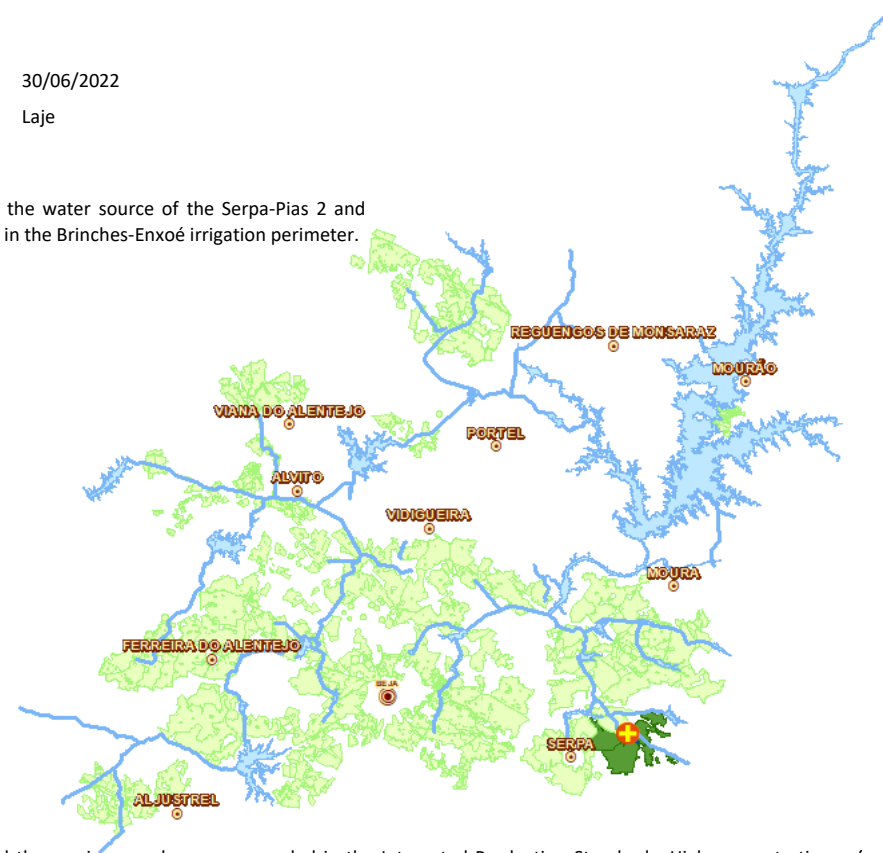 30/06/2022
Laje
the water source of the Serpa-Pias 2 and
in the Brinches-Enxoé irrigation perimeter.
REGUENGOS DE MONSARAZ
MOURÃO
VIANA DO ALENTEJO
PORTEL
ALVITO
VIDIGUEIRA
MOURA
FERREIRA DO ALENTEJO
BEJA
SERPA
ALJUSTREL